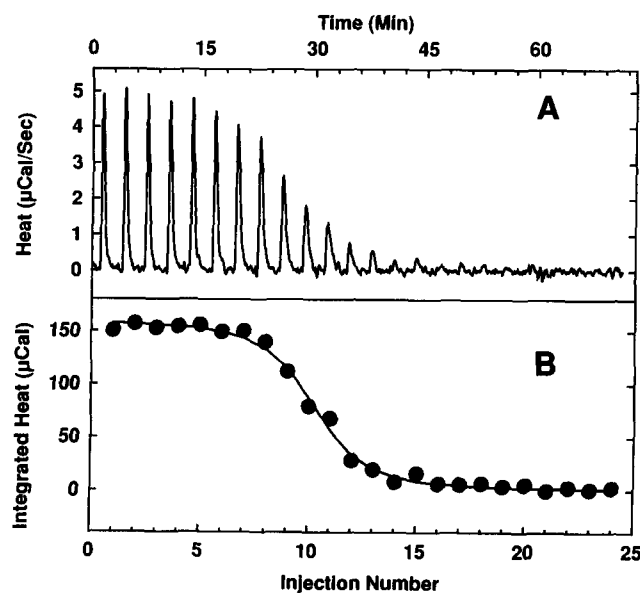 Time (Min)
0 15 30 45 60
A
5
4
3
2
1
0
Heat (µCal/Sec)
B
150
100
50
0
Integrated Heat (µCal)
0 5 10 15 20 25
Injection Number